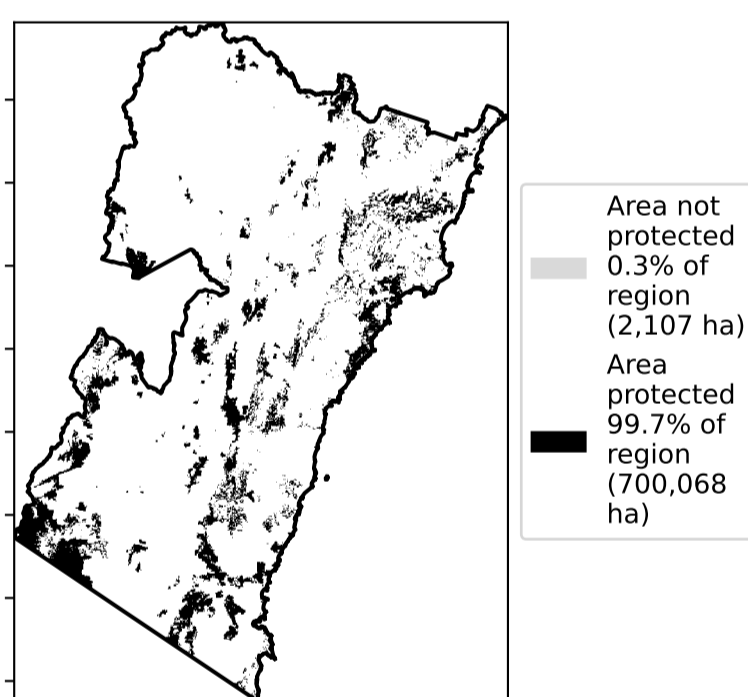 Area not
protected
0.3% of
region
(2,107 ha)
Area
protected
99.7% of
region
(700,068
ha)